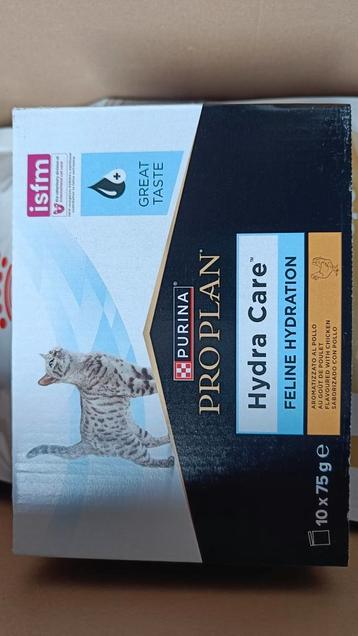 isfm
GREAT
TASTE
PURINA
PRO PLAN
Hydra Care™
FELINE HYDRATION
AROMATIZZATO AL POLLO
AU GOÛT DE POULET
FLAVOURED WITH CHICKEN
SABORIZADO CON POLLO
10 x 75 g e